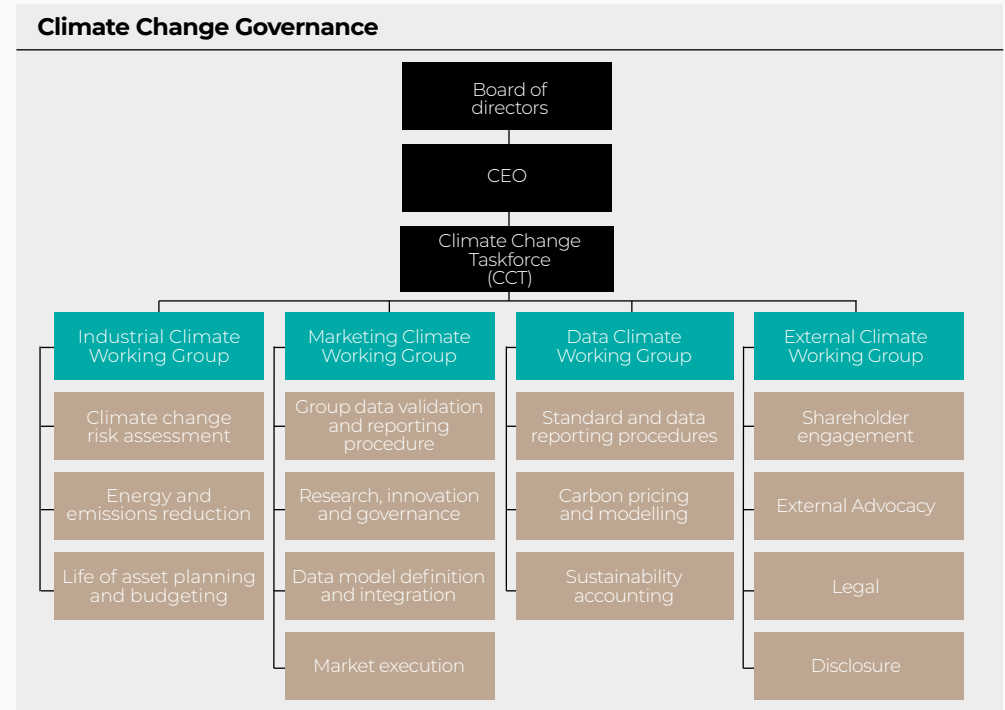 Climate Change Governance
Board of
directors
CEO
Climate Change
Taskforce
(CCT)
Industrial Climate
Working Group
Climate change
risk assessment
Energy and
emissions reduction
Life of asset planning
and budgeting
Marketing Climate
Working Group
Group data validation
and reporting
procedure
Research, innovation
and governance
Data model definition
and integration
Market execution
Data Climate
Working Group
Standard and data
reporting procedures
Carbon pricing
and modelling
Sustainability
accounting
External Climate
Working Group
Shareholder
engagement
External Advocacy
Legal
Disclosure